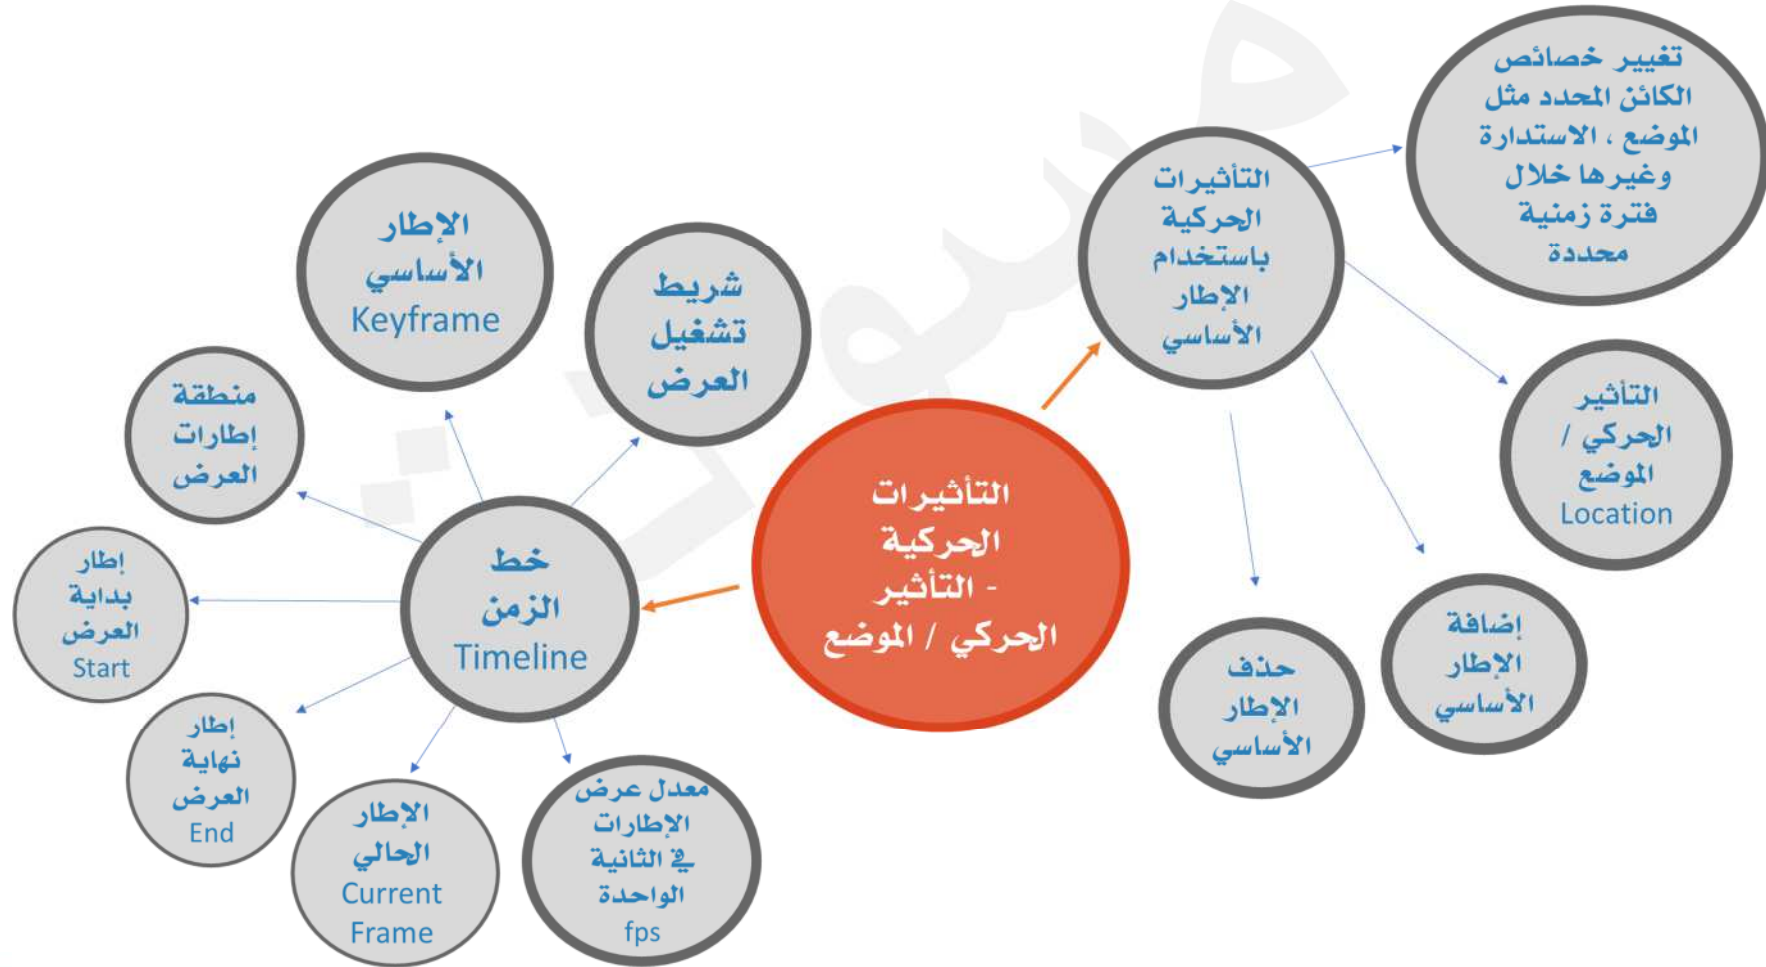 التأثيرات
الحركية
- التأثير
الحركي / الموضع
التأثيرات
الحركية
باستخدام
الإطار
الأساسي
تغيير خصائص
الكائن المحدد مثل
الموضع ، الاستدارة
وغيرها خلال
فترة زمنية
محددة
التأثير
الحركي /
الموضع
Location
إضافة
الإطار
الأساسي
حذف
الإطار
الأساسي
خط
الزمن
Timeline
شريط
تشغيل
العرض
الإطار
الأساسي
Keyframe
منطقة
إطارات
العرض
إطار
بداية
العرض
Start
إطار
نهاية
العرض
End
الإطار
الحالي
Current
Frame
معدل عرض
الإطارات
في الثانية
الواحدة
fps